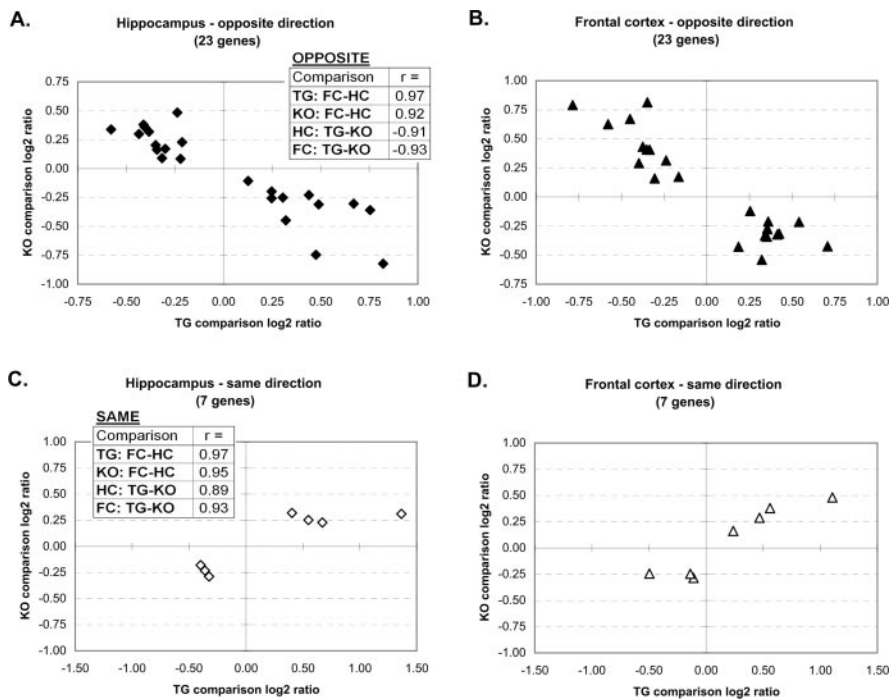 A.
Hippocampus - opposite direction
(23 genes)
OPPOSITE
Comparison r =
TG: FC-HC 0.97
KO: FC-HC 0.92
HC: TG-KO -0.91
FC: TG-KO -0.93
KO comparison log2 ratio
0.75
0.50
0.25
0.00
-0.25
-0.50
-0.75
-1.00
-0.75 -0.50 -0.25 0.00 0.25 0.50 0.75 1.00
TG comparison log2 ratio
B.
Frontal cortex - opposite direction
(23 genes)
KO comparison log2 ratio
1.00
0.75
0.50
0.25
0.00
-0.25
-0.50
0.75
-1.00 -0.75 -0.50 -0.25 0.00 0.25 0.50 0.75 1.00
TG comparison log2 ratio
C.
Hippocampus - same direction
(7 genes)
SAME
Comparison r =
TG: FC-HC 0.97
KO: FC-HC 0.95
HC: TG-KO 0.89
FC: TG-KO 0.93
KO comparison log2 ratio
1.00
0.75
0.50
0.25
0.00
-0.25
-0.50
-0.75
-1.00
-1.50 -1.00 -0.50 0.00 0.50 1.00 1.50
TG comparison log2 ratio
D.
Frontal cortex - same direction
(7 genes)
KO comparison log2 ratio
1.00
0.75
0.50
0.25
0.00
-0.25
-0.50
-0.75
-1.00
-1.50 -1.00 -0.50 0.00 0.50 1.00 1.50
TG comparison log2 ratio